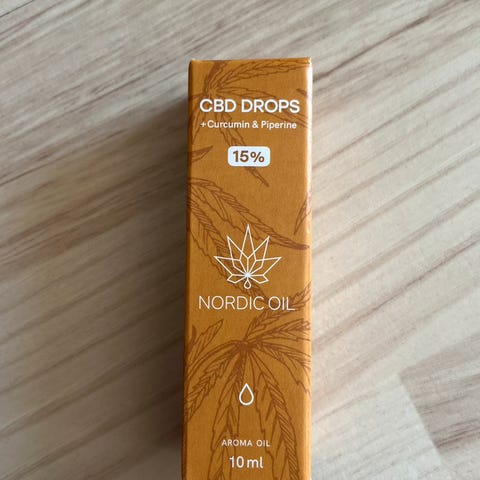 CBD DROPS
+Curcumin & Piperine
15%
NORDIC OIL
AROMA OIL
10 ml